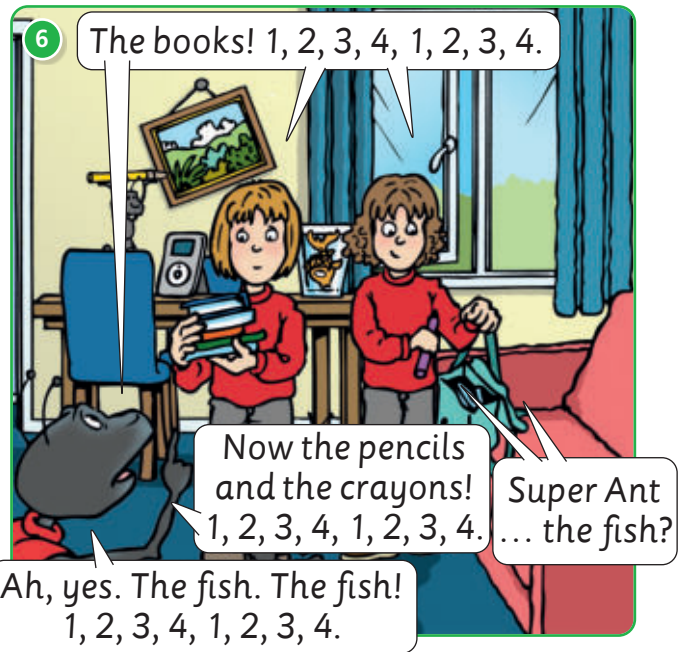 6
The books! 1, 2, 3, 4, 1, 2, 3, 4.
Now the pencils
and the crayons!
1, 2, 3, 4, 1, 2, 3, 4.
Super Ant
... the fish?
Ah, yes. The fish. The fish!
1, 2, 3, 4, 1, 2, 3, 4.